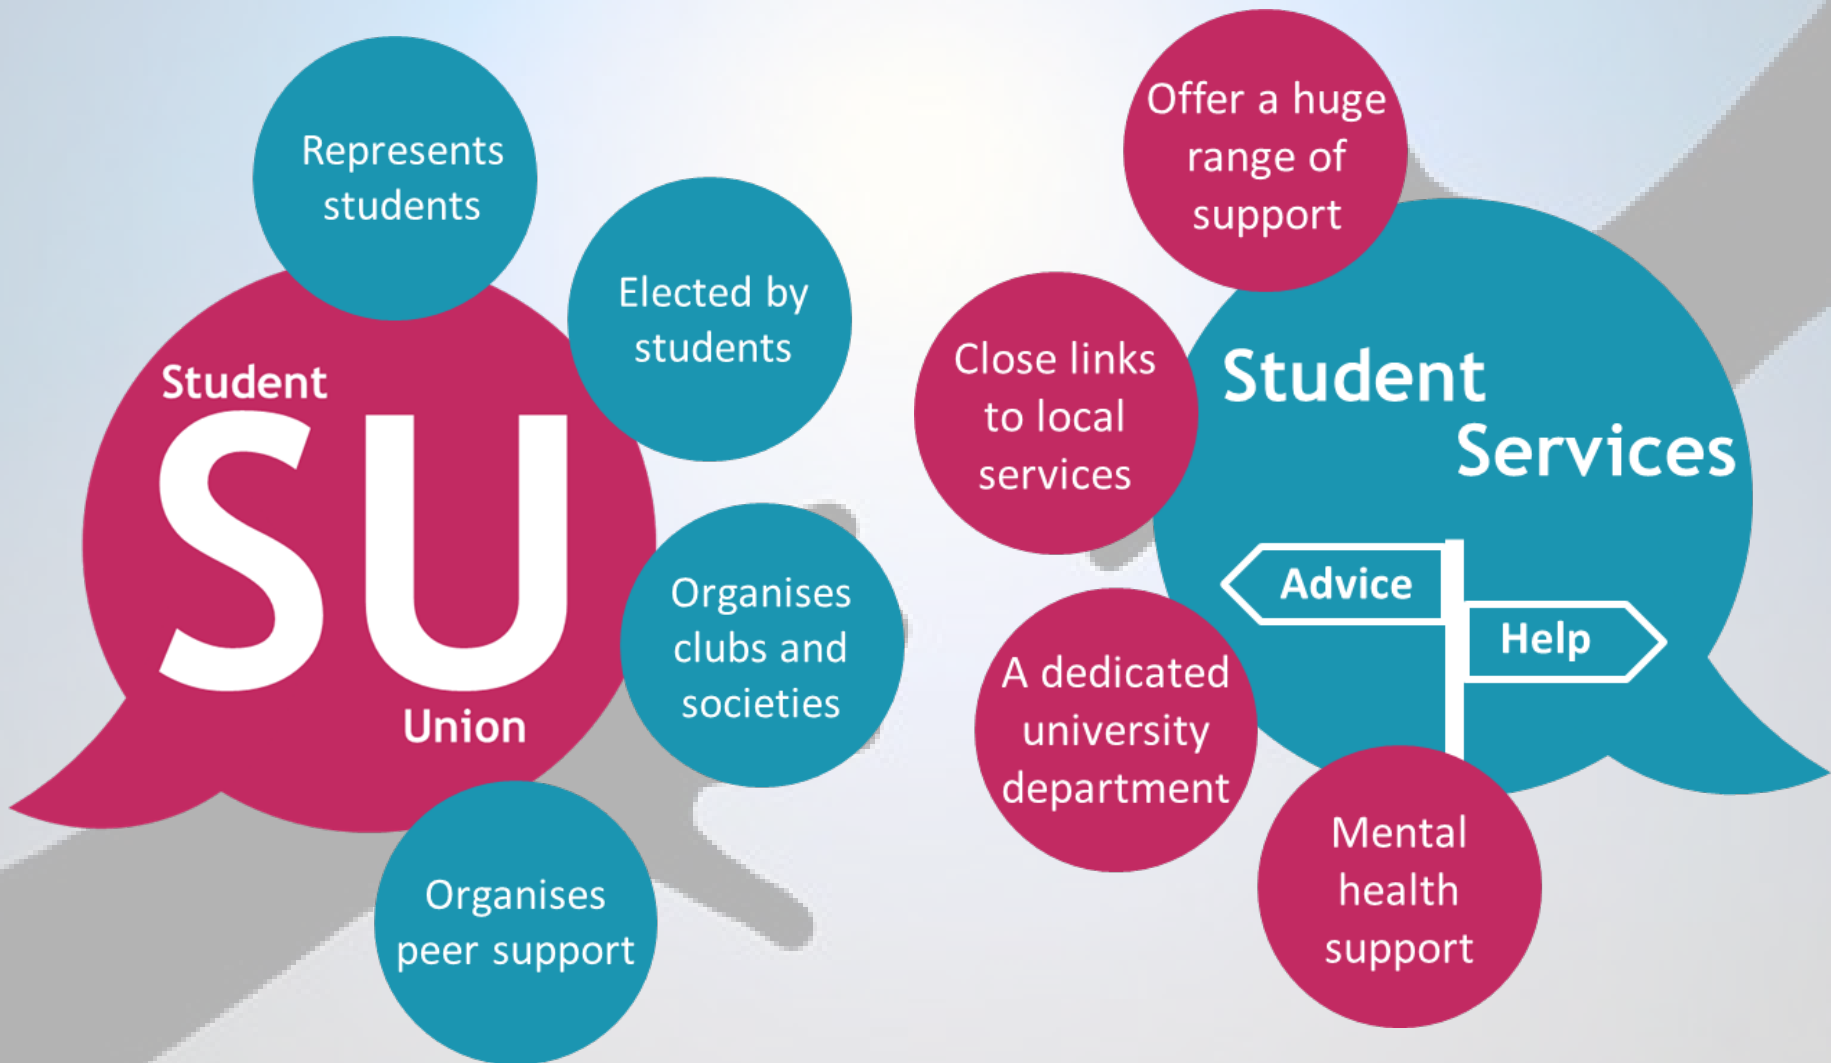 Represents
students
Elected by
students
Student
SU
Union
Organises
clubs and
societies
Organises
peer support
Offer a huge
range of
support
Close links
to local
services
Student
Services
Advice
Help
A dedicated
university
department
Mental
health
support